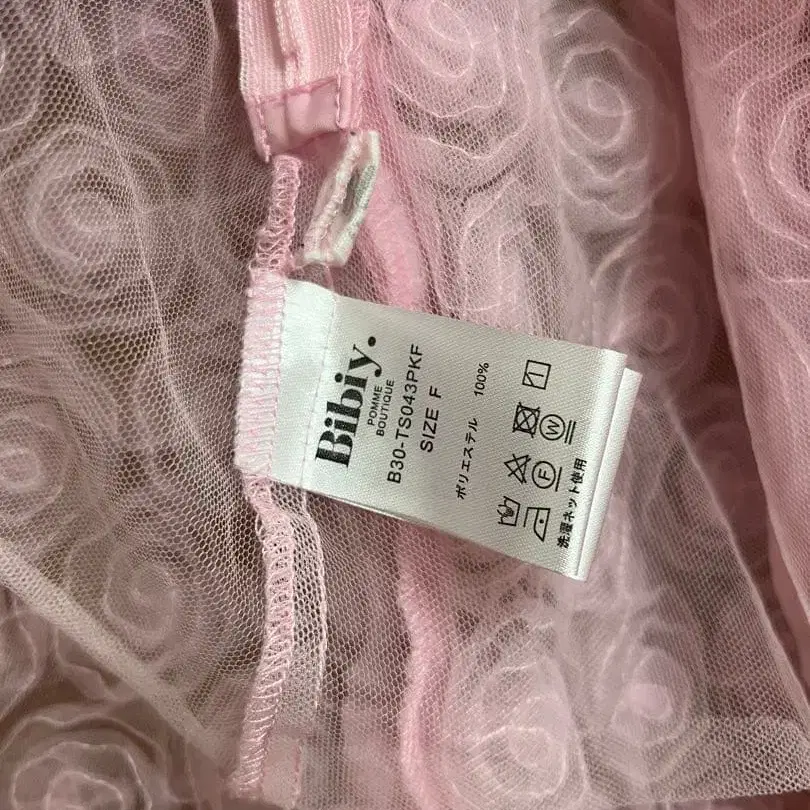 Bibiy.
POMME
BOUTIQUE
B30-TS043PKF
SIZE F
ポリエステル 100%
F W
洗濯ネット使用